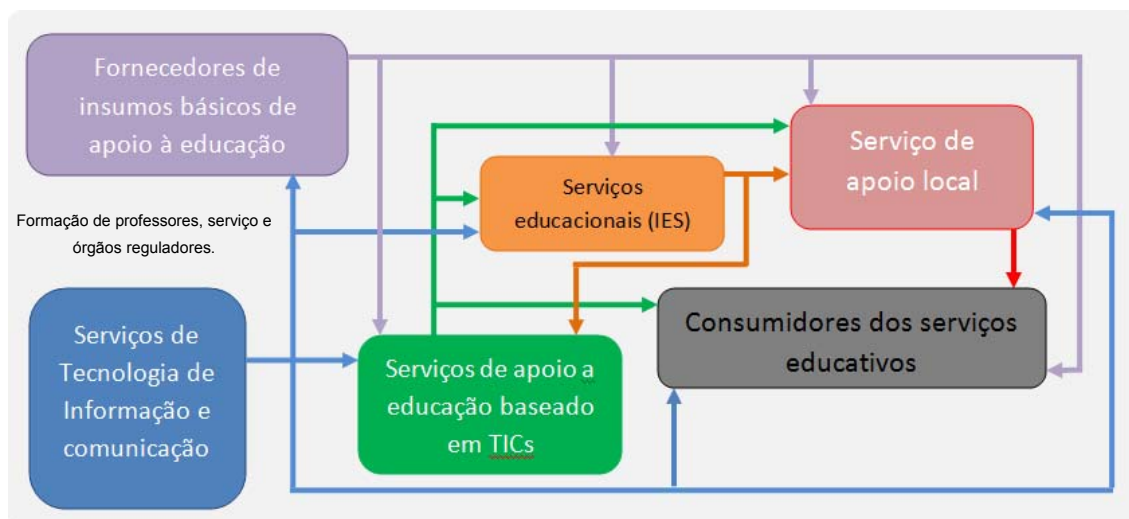 Fornecedores de
insumos básicos de
apoio à educação
Formação de professores, serviço e
órgãos reguladores.
Serviços de
Tecnologia de
Informação e
comunicação
Serviços
educacionais (IES)
Serviço de
apoio local
Serviços de apoio a
educação baseado
em TICs
Consumidores dos serviços
educativos